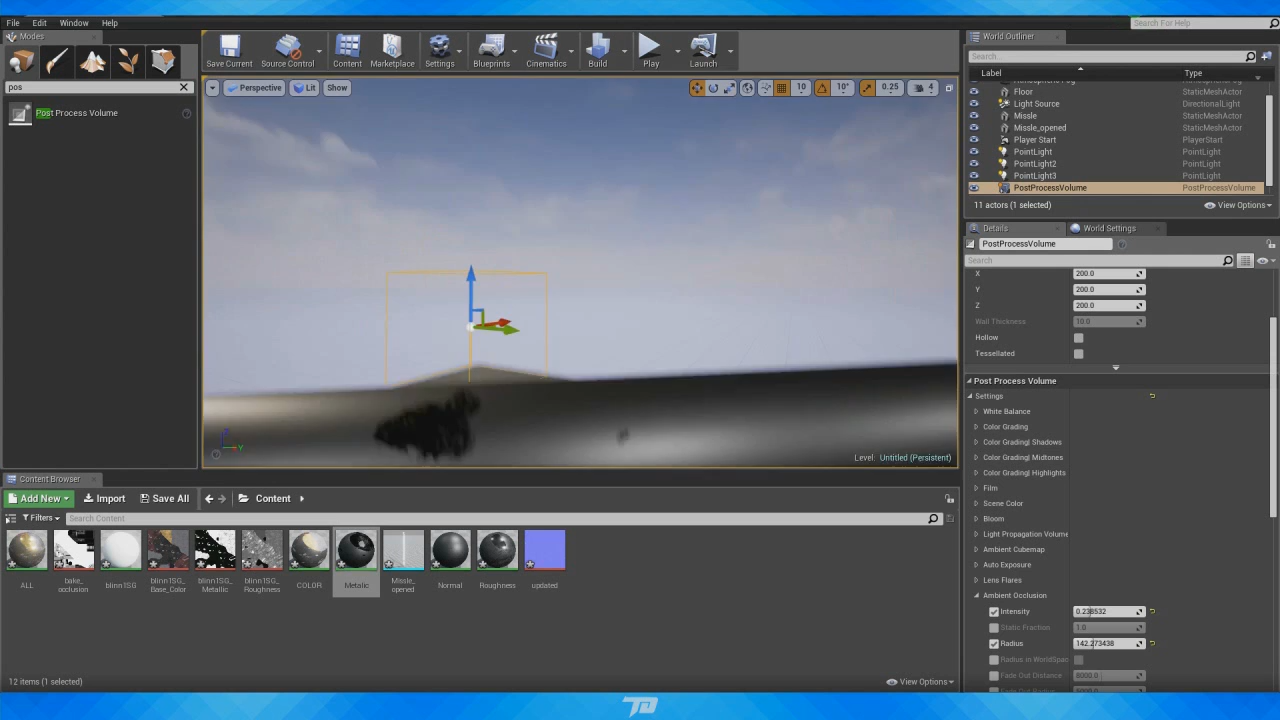 File Edit Window Help
Search For Help
Modes
pos
Post Process Volume
Save Current Source Control Content Marketplace Settings Blueprints Cinematics Build Play Launch
Perspective Lit Show
10 10° 0.25 4
World Outliner
Search...
Label Type
Floor StaticMeshActor
Light Source DirectionalLight
Missle StaticMeshActor
Missle_opened StaticMeshActor
Player Start PlayerStart
PointLight PointLight
PointLight2 PointLight
PointLight3 PointLight
PostProcessVolume PostProcessVolume
11 actors (1 selected) View Options
Details World Settings
PostProcessVolume
Search
X 200.0
Y 200.0
Z 200.0
Wall Thickness 10.0
Hollow
Tessellated
Post Process Volume
Settings
White Balance
Color Grading
Color Grading| Shadows
Color Grading| Midtones
Color Grading| Highlights
Film
Scene Color
Bloom
Light Propagation Volume
Ambient Cubemap
Auto Exposure
Lens Flares
Ambient Occlusion
Intensity 0.238532
Static Fraction 1.0
Radius 142.273438
Radius in WorldSpac
Fade Out Distance 8000.0
Y
Level: Untitled (Persistent)
Content Browser
Add New Import Save All Content
Filters Search Content
ALL
bake_occlusion
blinn1SG
blinn1SG_Base_Color
blinn1SG_Metallic
blinn1SG_Roughness
COLOR
Metalic
Missle_opened
Normal
Roughness
updated
12 items (1 selected) View Options